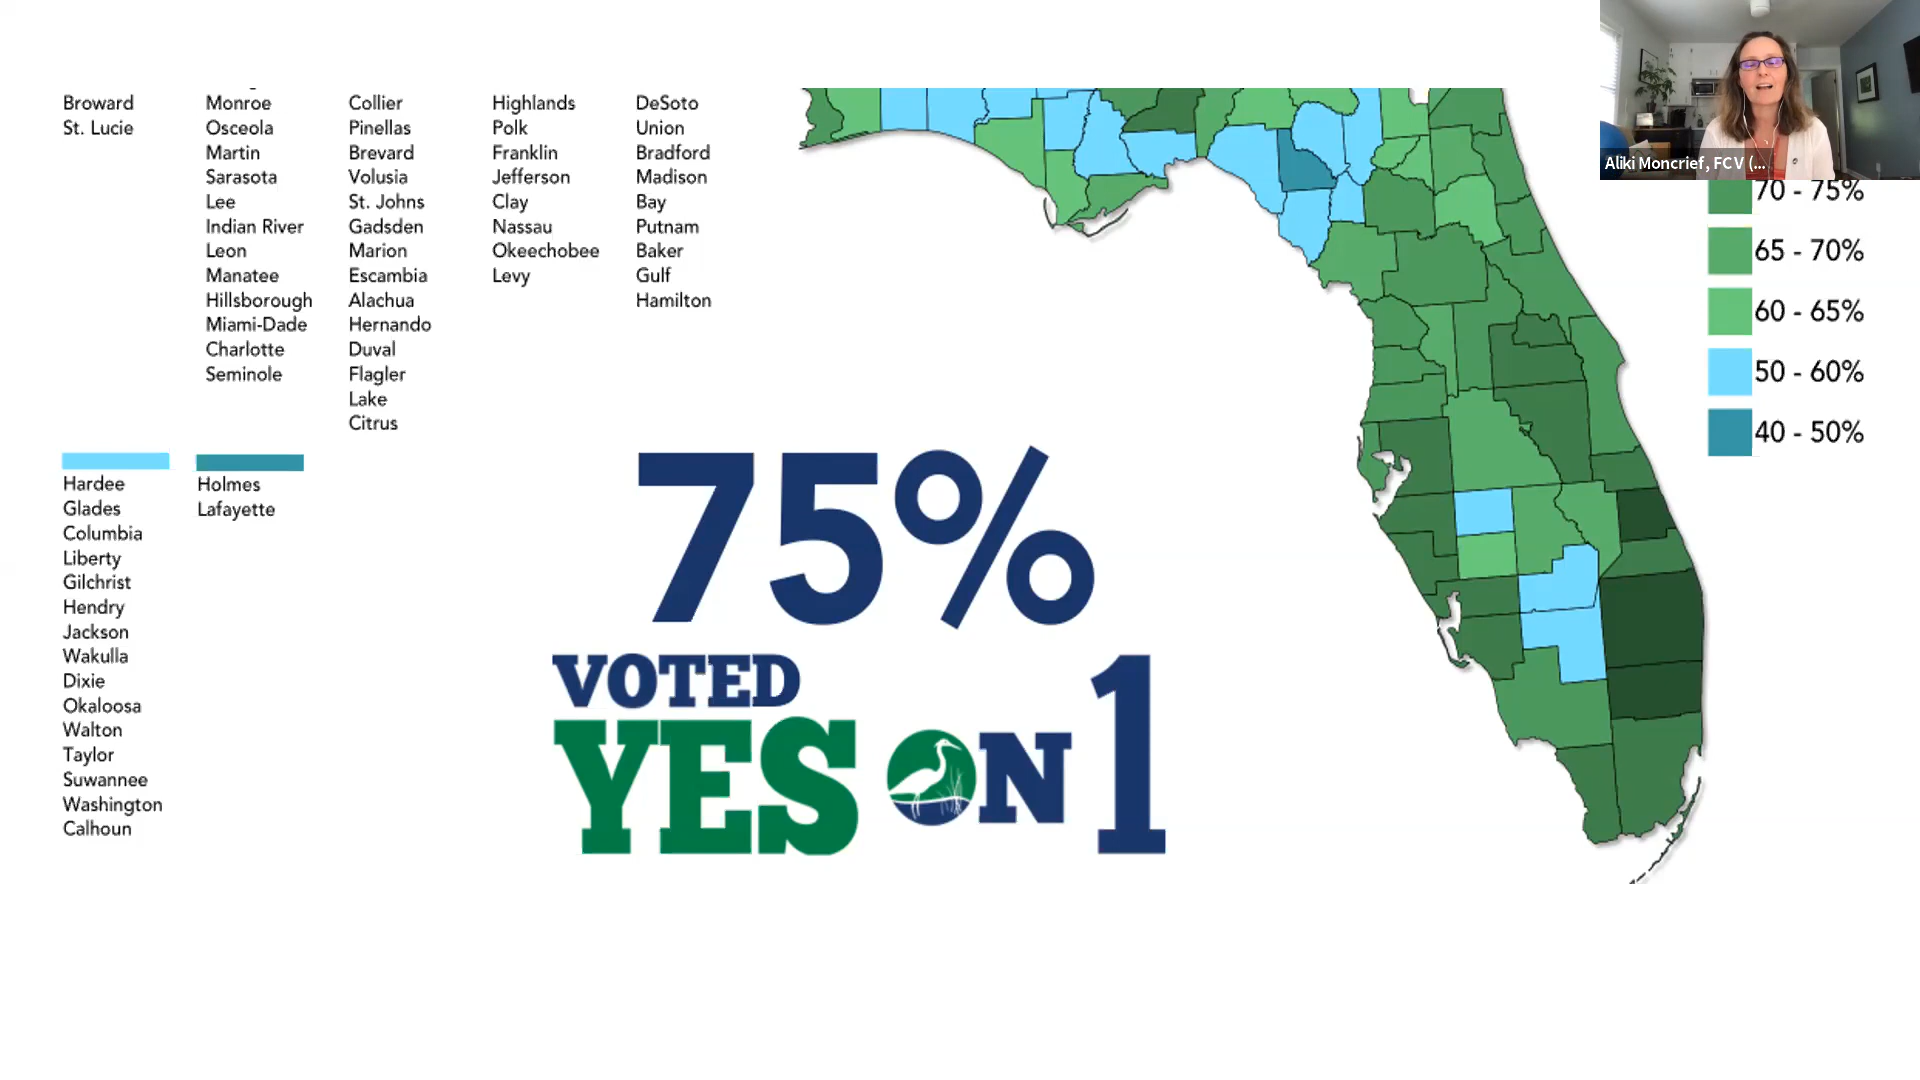 Broward
St. Lucie
Monroe
Osceola
Martin
Sarasota
Lee
Indian River
Leon
Manatee
Hillsborough
Miami-Dade
Charlotte
Seminole
Collier
Pinellas
Brevard
Volusia
St. Johns
Gadsden
Marion
Escambia
Alachua
Hernando
Duval
Flagler
Lake
Citrus
Highlands
Polk
Franklin
Jefferson
Clay
Nassau
Okeechobee
Levy
DeSoto
Union
Bradford
Madison
Bay
Putnam
Baker
Gulf
Hamilton
Hardee
Glades
Columbia
Liberty
Gilchrist
Hendry
Jackson
Wakulla
Dixie
Okaloosa
Walton
Taylor
Suwannee
Washington
Calhoun
Holmes
Lafayette
75%
VOTED
YES ON 1
Aliki Moncrief, FCV (...
70 - 75%
65 - 70%
60 - 65%
50 - 60%
40 - 50%